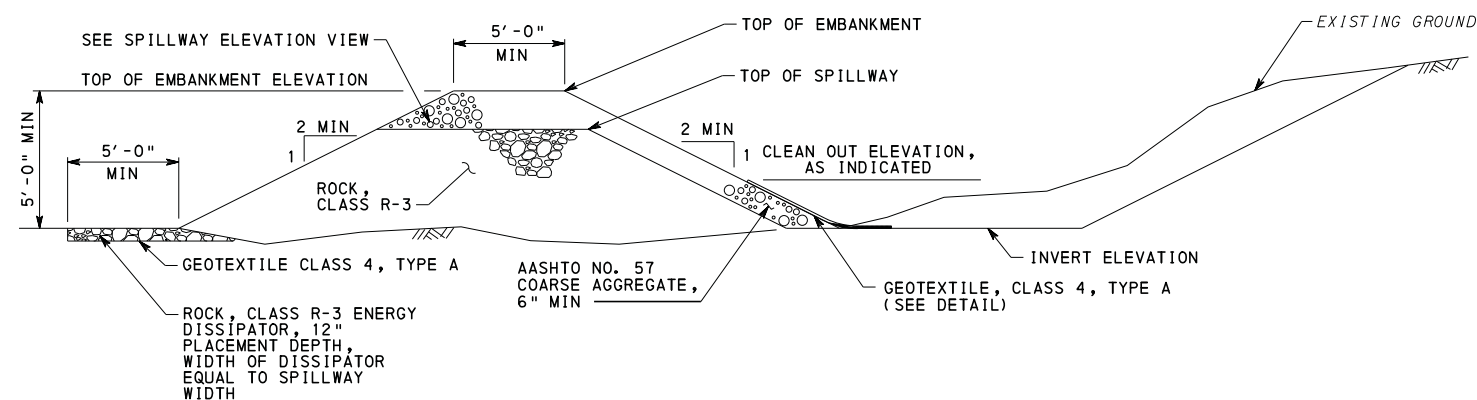 5'-0"
MIN
TOP OF EMBANKMENT
EXISTING GROUND
SEE SPILLWAY ELEVATION VIEW
TOP OF EMBANKMENT ELEVATION
TOP OF SPILLWAY
5'-0" MIN
2 MIN
1
2 MIN
1
5'-0"
MIN
CLEAN OUT ELEVATION,
AS INDICATED
ROCK,
CLASS R-3
GEOTEXTILE CLASS 4, TYPE A
AASHTO NO. 57
COARSE AGGREGATE,
6" MIN
INVERT ELEVATION
GEOTEXTILE, CLASS 4, TYPE A
(SEE DETAIL)
ROCK, CLASS R-3 ENERGY
DISSIPATOR, 12"
PLACEMENT DEPTH,
WIDTH OF DISSIPATOR
EQUAL TO SPILLWAY
WIDTH